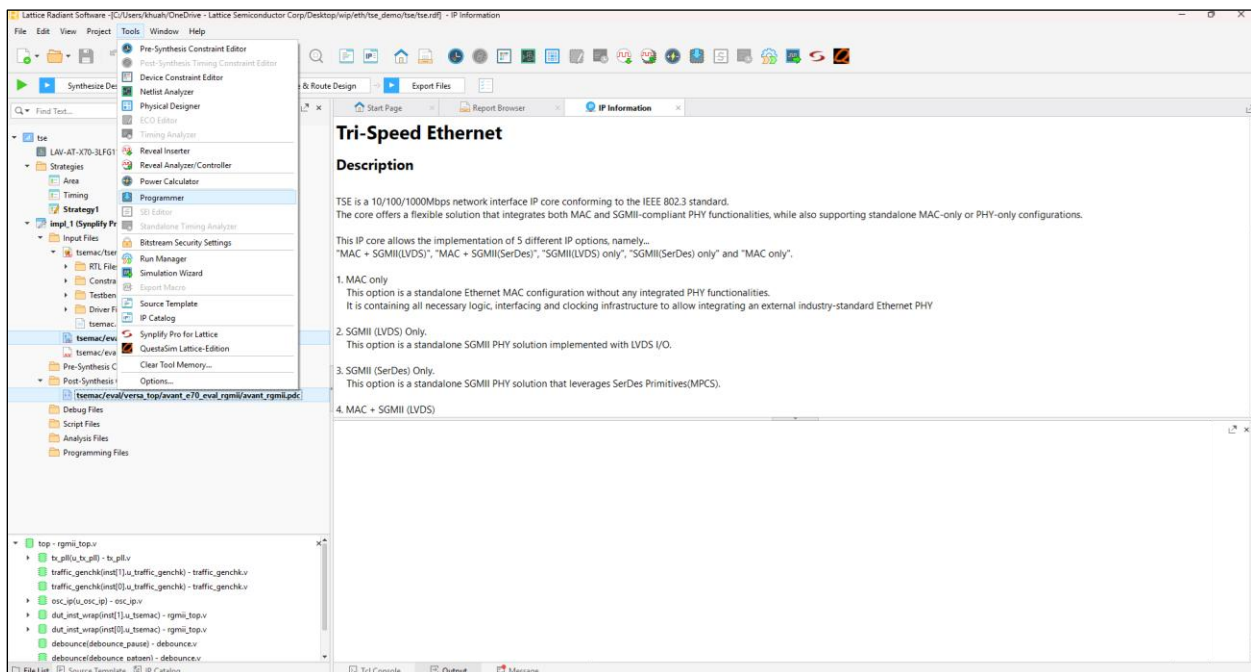 Lattice Radiant Software -[C:/Users/khuah/OneDrive - Lattice Semiconductor Corp/Desktop/wip/eth/tse_demo/tse/tse.rdf] - IP Information
File Edit View Project Tools Window Help
Synthesize Des
& Route Design
Export Files
Find Text...
tse
LAV-AT-X70-3LFG1
Strategies
Area
Timing
Strategy1
impl_1 (Synplify Pr
Input Files
tsemac/tser
RTL File
Constra
Testben
Driver Fi
tsemac.
tsemac/eva
tsemac/eva
Pre-Synthesis C
Post-Synthesis
tsemac/eval/versa_top/avant_e70_eval_rgmii/avant_rgmii.pdc
Debug Files
Script Files
Analysis Files
Programming Files
Pre-Synthesis Constraint Editor
Post-Synthesis Timing Constraint Editor
Device Constraint Editor
Netlist Analyzer
Physical Designer
ECO Editor
Timing Analyzer
Reveal Inserter
Reveal Analyzer/Controller
Power Calculator
Programmer
SEI Editor
Standalone Timing Analyzer
Bitstream Security Settings
Run Manager
Simulation Wizard
Export Macro
Source Template
IP Catalog
Synplify Pro for Lattice
QuestaSim Lattice-Edition
Clear Tool Memory...
Options...
Start Page
Report Browser
IP Information
Tri-Speed Ethernet
Description
TSE is a 10/100/1000Mbps network interface IP core conforming to the IEEE 802.3 standard.
The core offers a flexible solution that integrates both MAC and SGMII-compliant PHY functionalities, while also supporting standalone MAC-only or PHY-only configurations.
This IP core allows the implementation of 5 different IP options, namely...
"MAC + SGMII(LVDS)", "MAC + SGMII(SerDes)", "SGMII(LVDS) only", "SGMII(SerDes) only" and "MAC only".
1. MAC only
This option is a standalone Ethernet MAC configuration without any integrated PHY functionalities.
It is containing all necessary logic, interfacing and clocking infrastructure to allow integrating an external industry-standard Ethernet PHY
2. SGMII (LVDS) Only.
This option is a standalone SGMII PHY solution implemented with LVDS I/O.
3. SGMII (SerDes) Only.
This option is a standalone SGMII PHY solution that leverages SerDes Primitives(MPCS).
4. MAC + SGMII (LVDS)
top - rgmii_top.v
tx_pll(u_tx_pll) - tx_pll.v
traffic_genchk(inst[1].u_traffic_genchk) - traffic_genchk.v
traffic_genchk(inst[0].u_traffic_genchk) - traffic_genchk.v
osc_ip(u_osc_ip) - osc_ip.v
dut_inst_wrap(inst[1].u_tsemac) - rgmii_top.v
dut_inst_wrap(inst[0].u_tsemac) - rgmii_top.v
debounce(debounce_pause) - debounce.v
debounce(debounce_patgen) - debounce.v
File List
Source Template
IP Catalog
Tcl Console
Output
Message